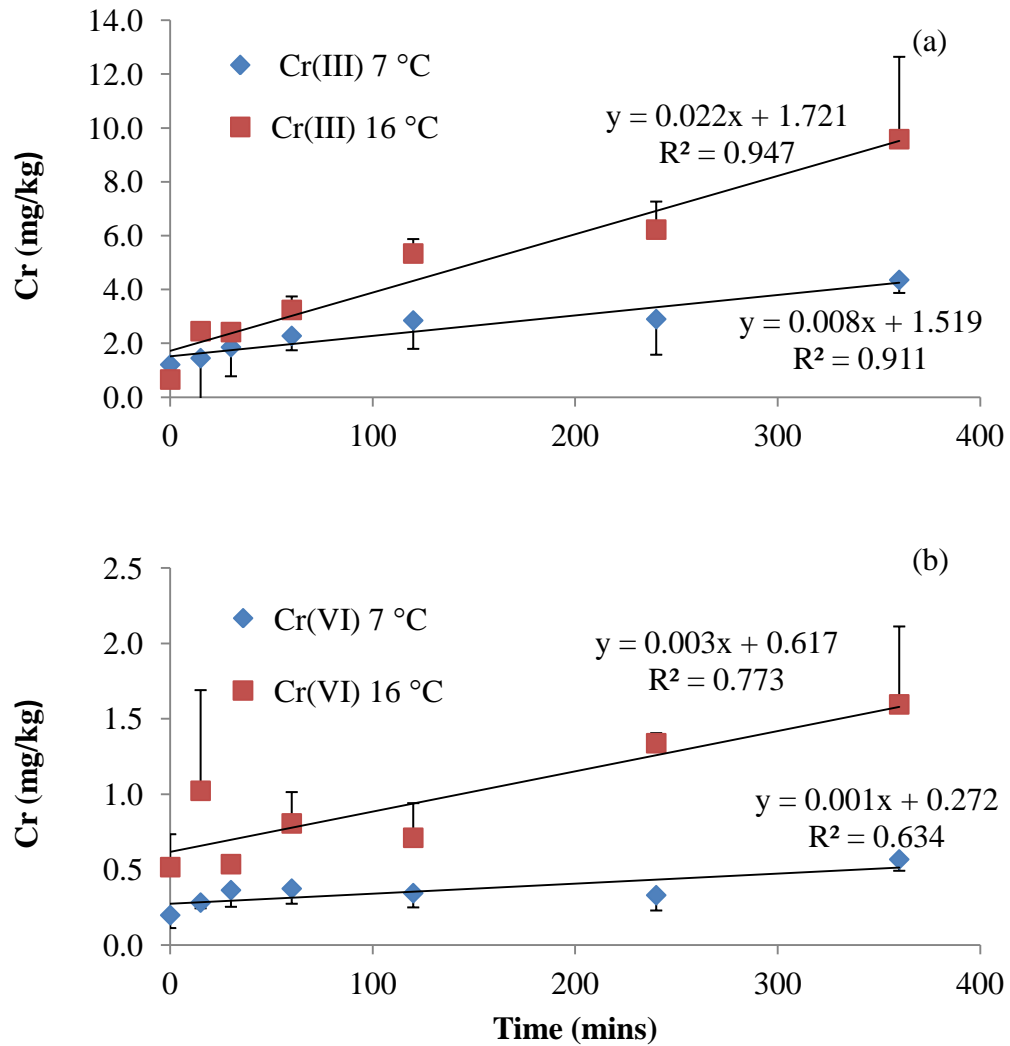 (a)
14.0
12.0
10.0
8.0
6.0
4.0
2.0
0.0
Cr (mg/kg)
Cr(III) 7 °C
Cr(III) 16 °C
y = 0.022x + 1.721
R² = 0.947
y = 0.008x + 1.519
R² = 0.911
0 100 200 300 400
(b)
2.5
2.0
1.5
1.0
0.5
0.0
Cr (mg/kg)
Cr(VI) 7 °C
Cr(VI) 16 °C
y = 0.003x + 0.617
R² = 0.773
y = 0.001x + 0.272
R² = 0.634
0 100 200 300 400
Time (mins)